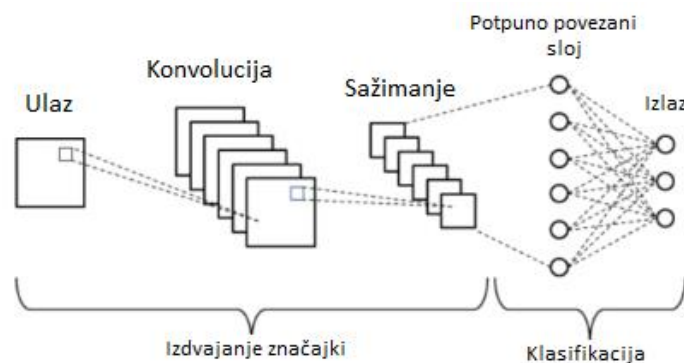 Ulaz
Konvolucija
Sažimanje
Potpuno povezani
sloj
Izlaz
Izdvajanje značajki
Klasifikacija